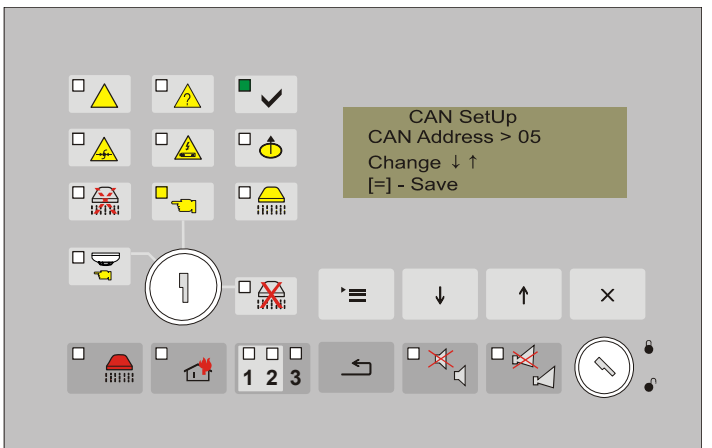 ?
CAN SetUp
CAN Address > 05
Change ↓ ↑
[=] - Save
1 2 3